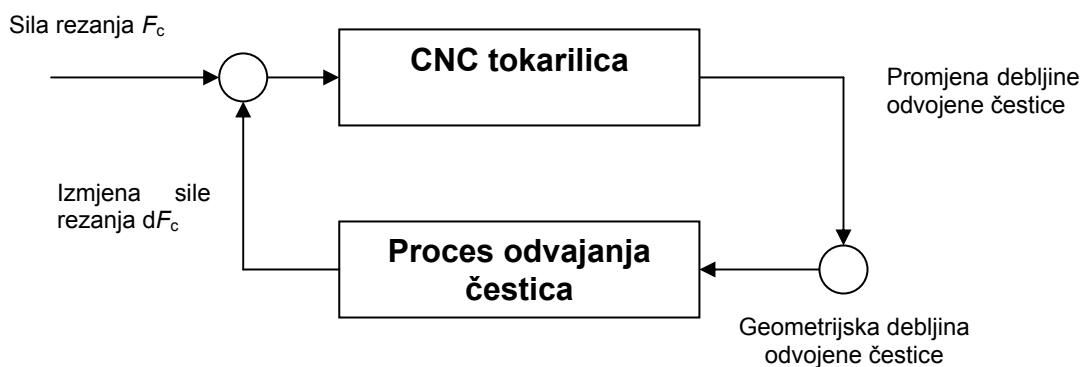 Sila rezanja Fc
CNC tokarilica
Promjena debljine
odvojene čestice
Izmjena sile
rezanja dFc
Proces odvajanja
čestica
Geometrijska debljina
odvojene čestice